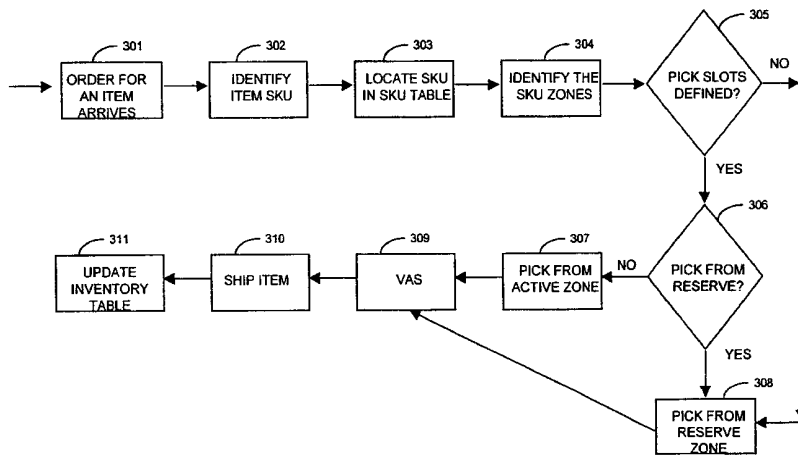 301
ORDER FOR
AN ITEM
ARRIVES
302
IDENTIFY
ITEM SKU
303
LOCATE SKU
IN SKU TABLE
304
IDENTIFY THE
SKU ZONES
305
PICK SLOTS
DEFINED?
NO
YES
306
PICK FROM
RESERVE?
NO
YES
307
PICK FROM
ACTIVE ZONE
309
VAS
310
SHIP ITEM
311
UPDATE
INVENTORY
TABLE
308
PICK FROM
RESERVE
ZONE